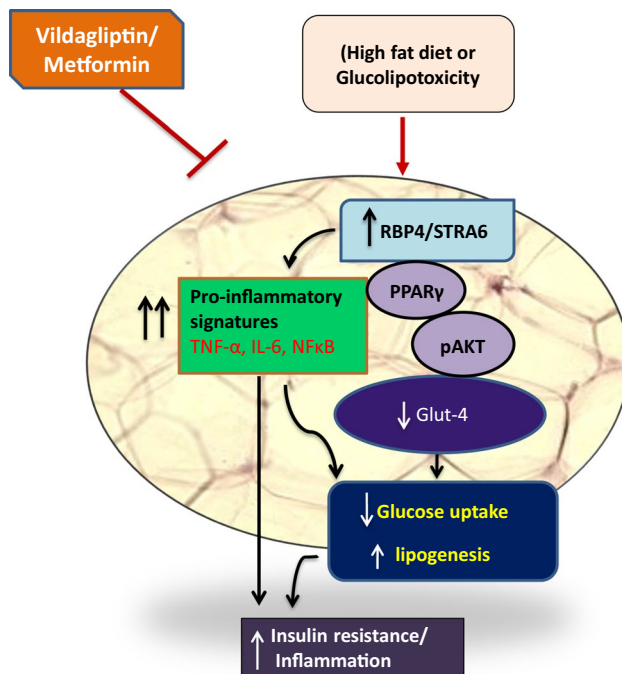 Vildagliptin/
Metformin
(High fat diet or
Glucolipotoxicity
RBP4/STRA6
PPARγ
Pro-inflammatory
signatures
TNF-α, IL-6, NFκB
pAKT
Glut-4
Glucose uptake
lipogenesis
Insulin resistance/
Inflammation